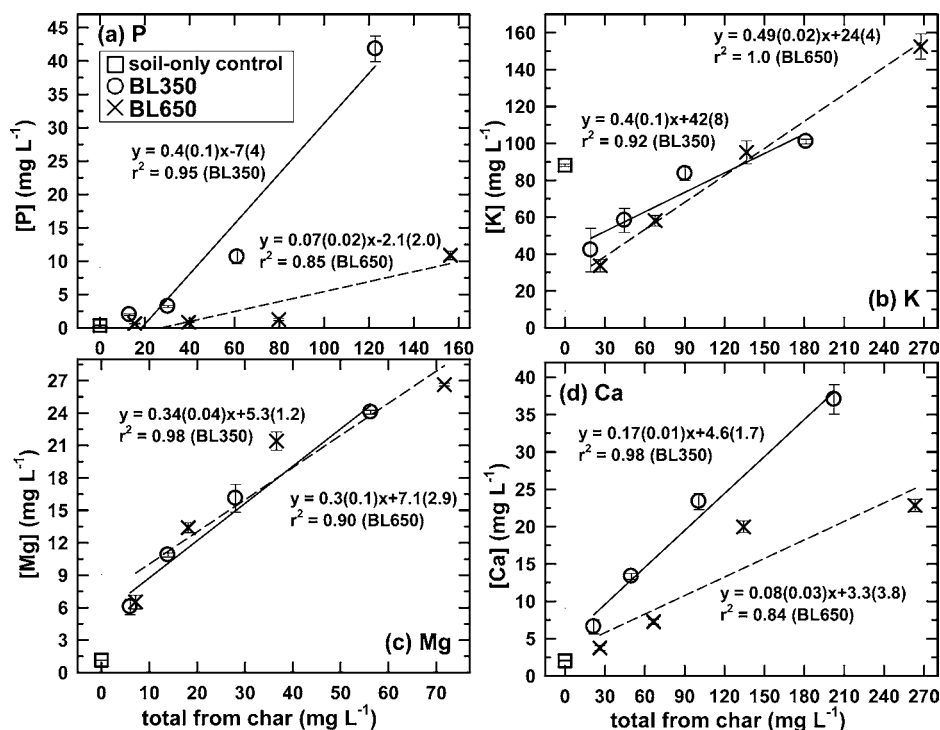 (a) P
soil-only control
BL350
BL650
y = 0.4(0.1)x-7(4)
r² = 0.95 (BL350)
y = 0.07(0.02)x-2.1(2.0)
r² = 0.85 (BL650)
[P] (mg L⁻¹)
45
40
35
30
25
20
15
10
5
0
0 20 40 60 80 100 120 140 160
y = 0.49(0.02)x+24(4)
r² = 1.0 (BL650)
y = 0.4(0.1)x+42(8)
r² = 0.92 (BL350)
(b) K
[K] (mg L⁻¹)
160
140
120
100
80
60
40
20
0
0 30 60 90 120 150 180 210 240 270
y = 0.34(0.04)x+5.3(1.2)
r² = 0.98 (BL350)
y = 0.3(0.1)x+7.1(2.9)
r² = 0.90 (BL650)
(c) Mg
[Mg] (mg L⁻¹)
27
24
21
18
15
12
9
6
3
0
0 10 20 30 40 50 60 70
total from char (mg L⁻¹)
(d) Ca
y = 0.17(0.01)x+4.6(1.7)
r² = 0.98 (BL350)
y = 0.08(0.03)x+3.3(3.8)
r² = 0.84 (BL650)
[Ca] (mg L⁻¹)
40
35
30
25
20
15
10
5
0
0 30 60 90 120 150 180 210 240 270
total from char (mg L⁻¹)